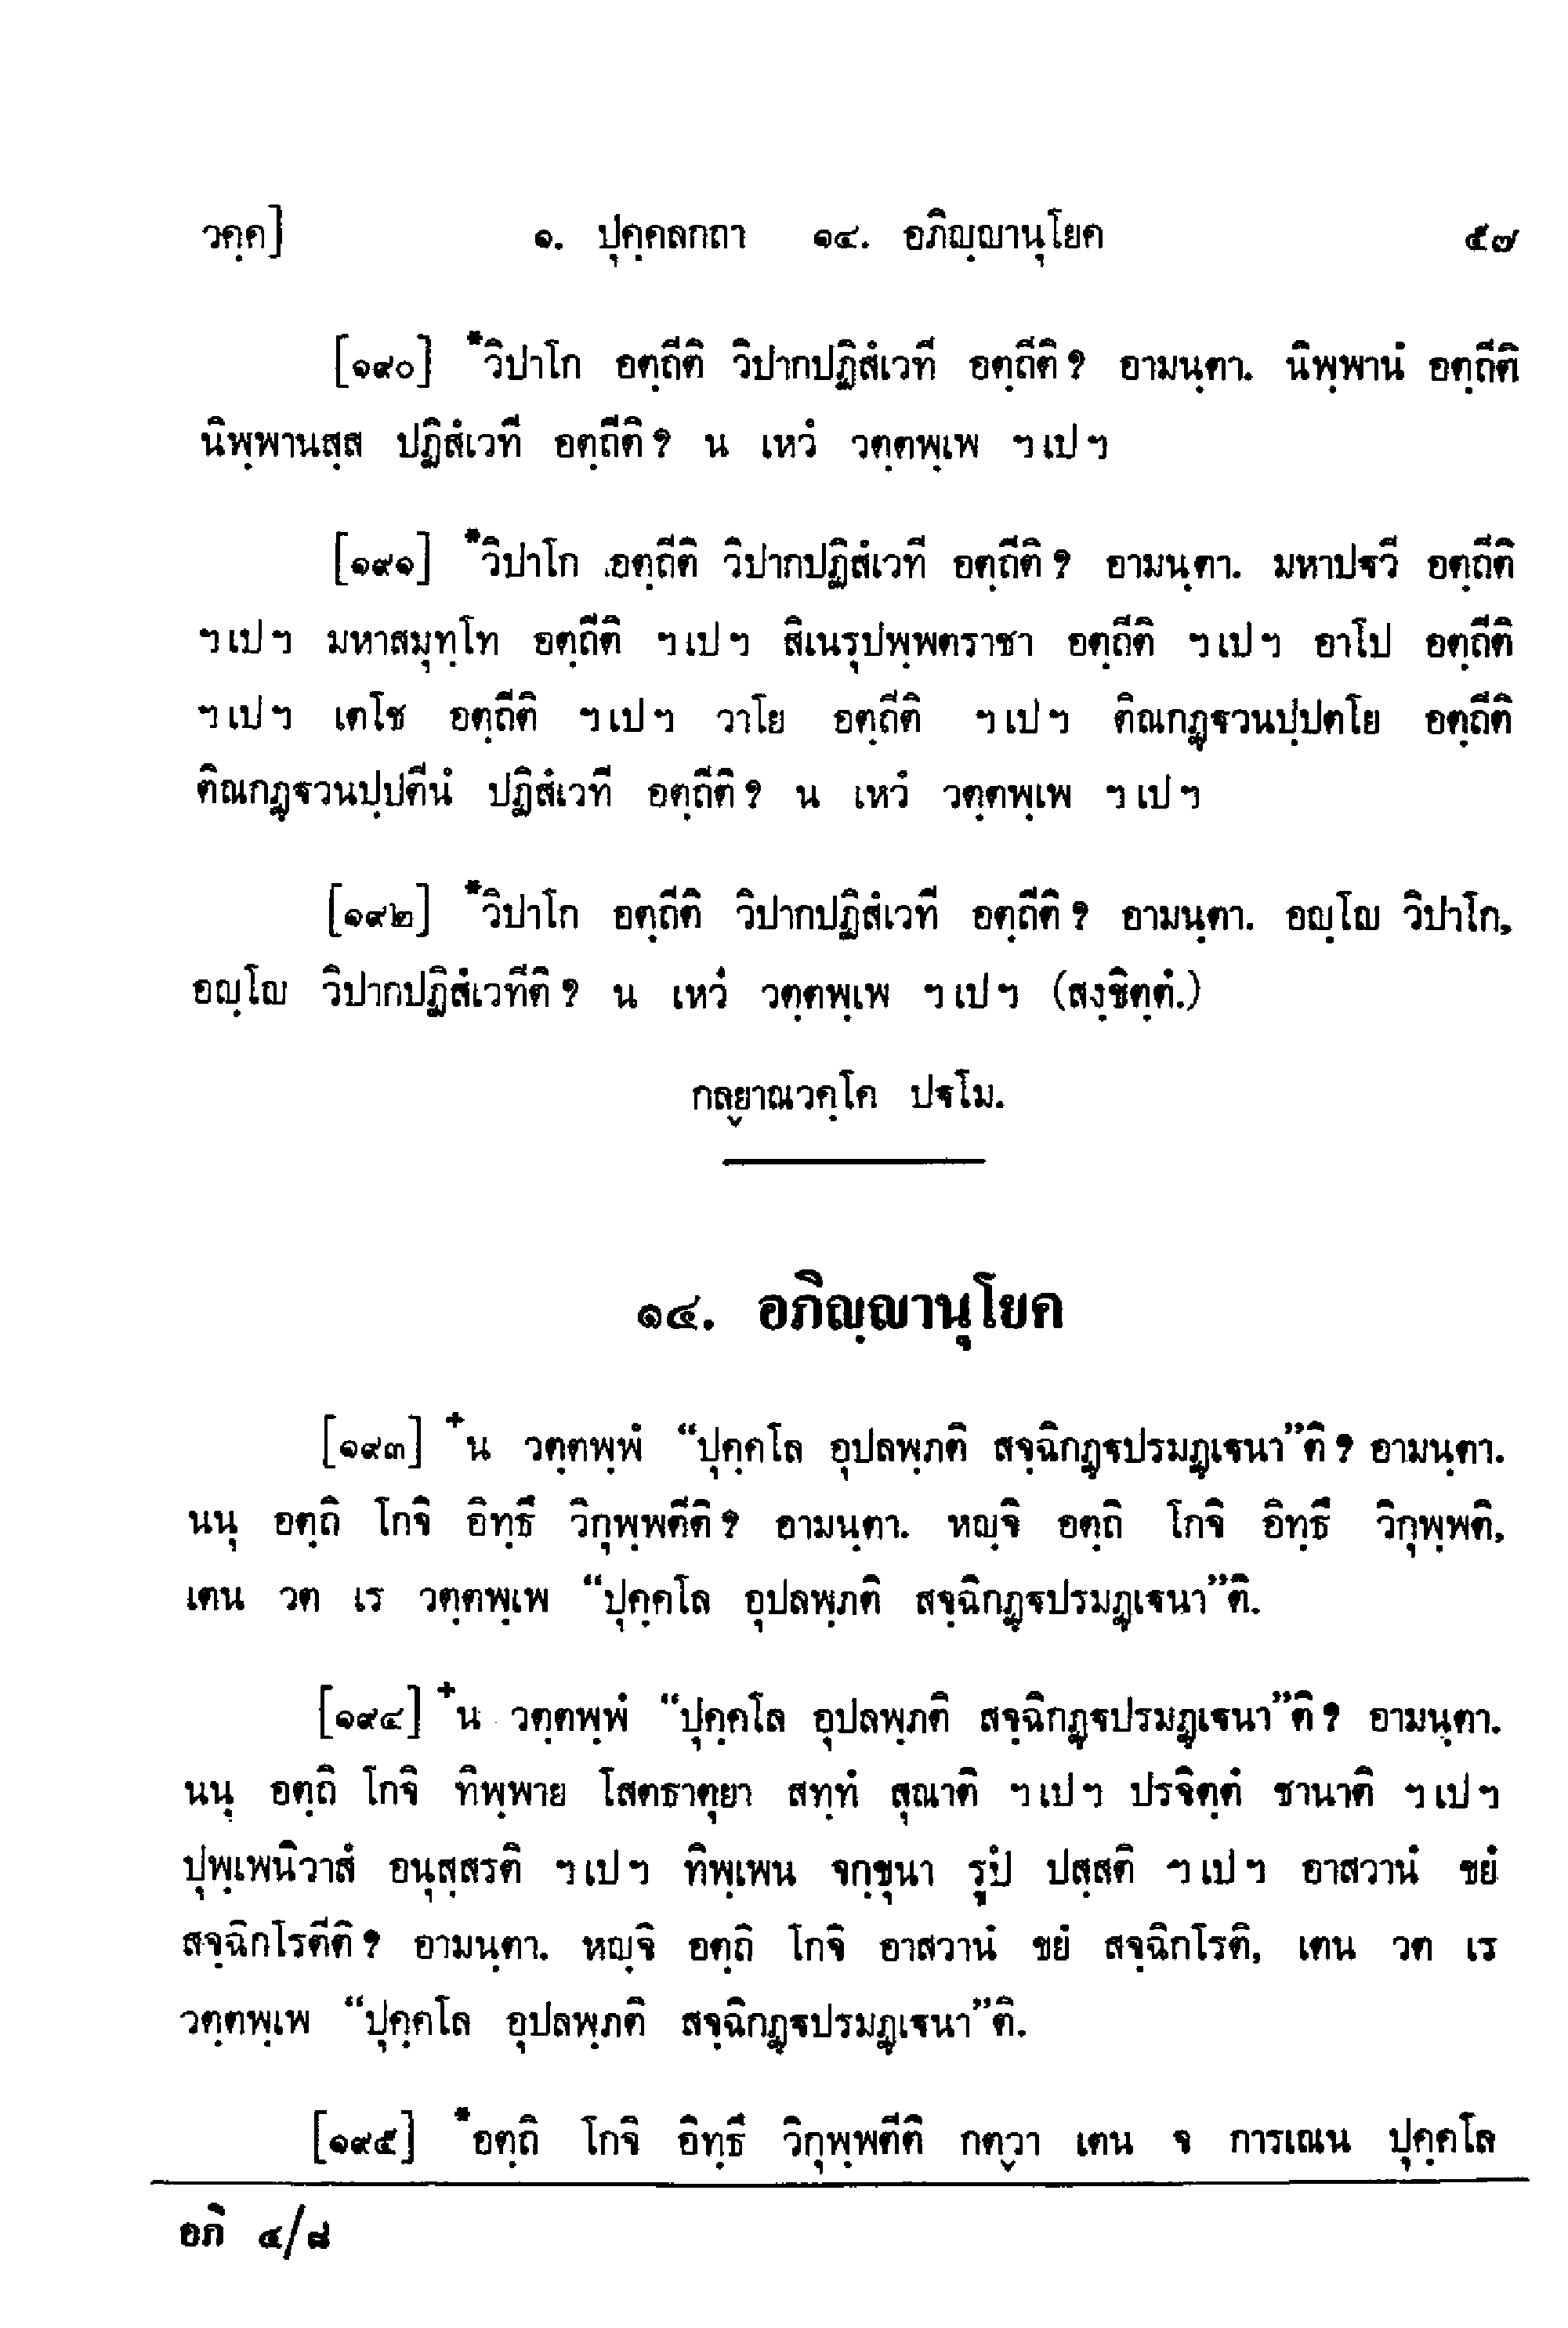 วคฺค] ๑. ปุคฺคลกถา ๑๔. อภิญฺญานุโยค ๕๗
[๑๙๐] *วิปาโก อตฺถีติ วิปากปฏิสํเวที อตฺถีติ? อามนฺตา. นิพฺพานํ อตฺถีติ
นิพฺพานสฺส ปฏิสํเวที อตฺถีติ? น เหวํ วตฺตพฺเพ ฯเปฯ
[๑๙๑] *วิปาโก อตฺถีติ วิปากปฏิสํเวที อตฺถีติ? อามนฺตา. มหาปฐวี อตฺถีติ
ฯเปฯ มหาสมุทฺโท อตฺถีติ ฯเปฯ สิเนรุปพฺพตราชา อตฺถีติ ฯเปฯ อาโป อตฺถีติ
ฯเปฯ เตโช อตฺถีติ ฯเปฯ วาโย อตฺถีติ ฯเปฯ ติณกฏฺฐวนปฺปตโย อตฺถีติ
ติณกฏฺฐวนปฺปตีนํ ปฏิสํเวที อตฺถีติ? น เหวํ วตฺตพฺเพ ฯเปฯ
[๑๙๒] *วิปาโก อตฺถีติ วิปากปฏิสํเวที อตฺถีติ? อามนฺตา. อญฺโญ วิปาโก,
อญฺโญ วิปากปฏิสํเวทีติ? น เหวํ วตฺตพฺเพ ฯเปฯ (สงฺขิตฺตํ.)
กลฺยาณวคฺโค ปฐโม.
๑๔. อภิญฺญานุโยค
[๑๙๓] +น วตฺตพฺพํ “ปุคฺคโล อุปลพฺภติ สจฺฉิกฏฺฐปรมฏฺเฐนา”ติ? อามนฺตา.
นนุ อตฺถิ โกจิ อิทฺธึ วิกุพฺพตีติ? อามนฺตา. หญฺจิ อตฺถิ โกจิ อิทฺธึ วิกุพฺพติ,
เตน วต เร วตฺตพฺเพ “ปุคฺคโล อุปลพฺภติ สจฺฉิกฏฺฐปรมฏฺเฐนา”ติ.
[๑๙๔] +น วตฺตพฺพํ “ปุคฺคโล อุปลพฺภติ สจฺฉิกฏฺฐปรมฏฺเฐนา”ติ? อามนฺตา.
นนุ อตฺถิ โกจิ ทิพฺพาย โสตธาตุยา สทฺทํ สุณาติ ฯเปฯ ปรจิตฺตํ ชานาติ ฯเปฯ
ปุพฺเพนิวาสํ อนุสฺสรติ ฯเปฯ ทิพฺเพน จกฺขุนา รูปํ ปสฺสติ ฯเปฯ อาสวานํ ขยํ
สจฺฉิกโรตีติ? อามนฺตา. หญฺจิ อตฺถิ โกจิ อาสวานํ ขยํ สจฺฉิกโรติ, เตน วต เร
วตฺตพฺเพ “ปุคฺคโล อุปลพฺภติ สจฺฉิกฏฺฐปรมฏฺเฐนา”ติ.
[๑๙๕] *อตฺถิ โกจิ อิทฺธึ วิกุพฺพตีติ กตฺวา เตน จ การเณน ปุคฺคโล
อภิ ๔/๘